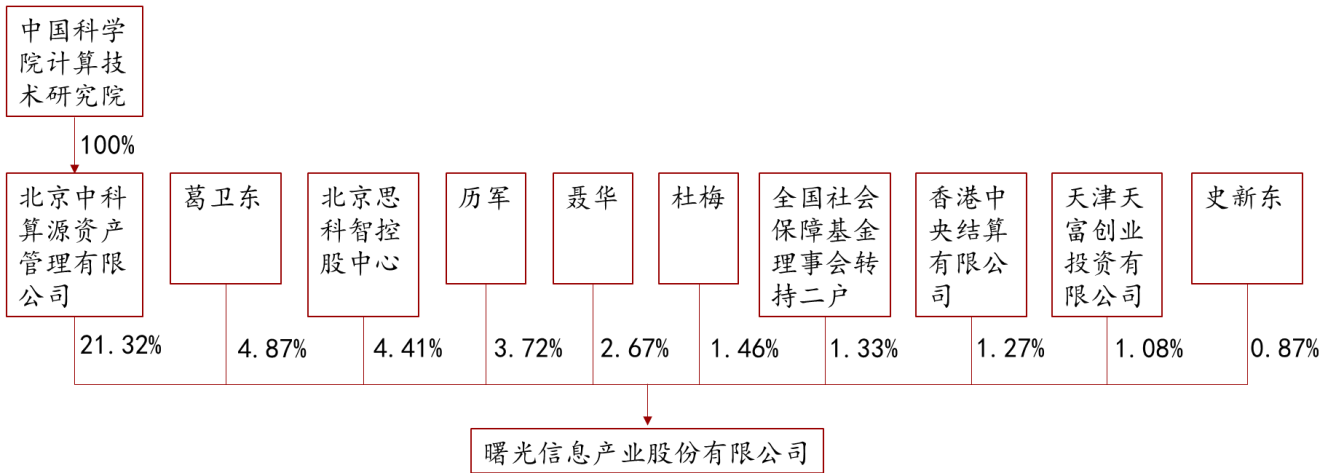 中国科学
院计算技
术研究院
100%
北京中科
算源资产
管理有限
公司
葛卫东
北京思
科智控
股中心
历军
聂华
杜梅
全国社会
保障基金
理事会转
持二户
香港中
央结算
有限公
司
天津天
富创业
投资有
限公司
史新东
21.32%
4.87%
4.41%
3.72%
2.67%
1.46%
1.33%
1.27%
1.08%
0.87%
曙光信息产业股份有限公司